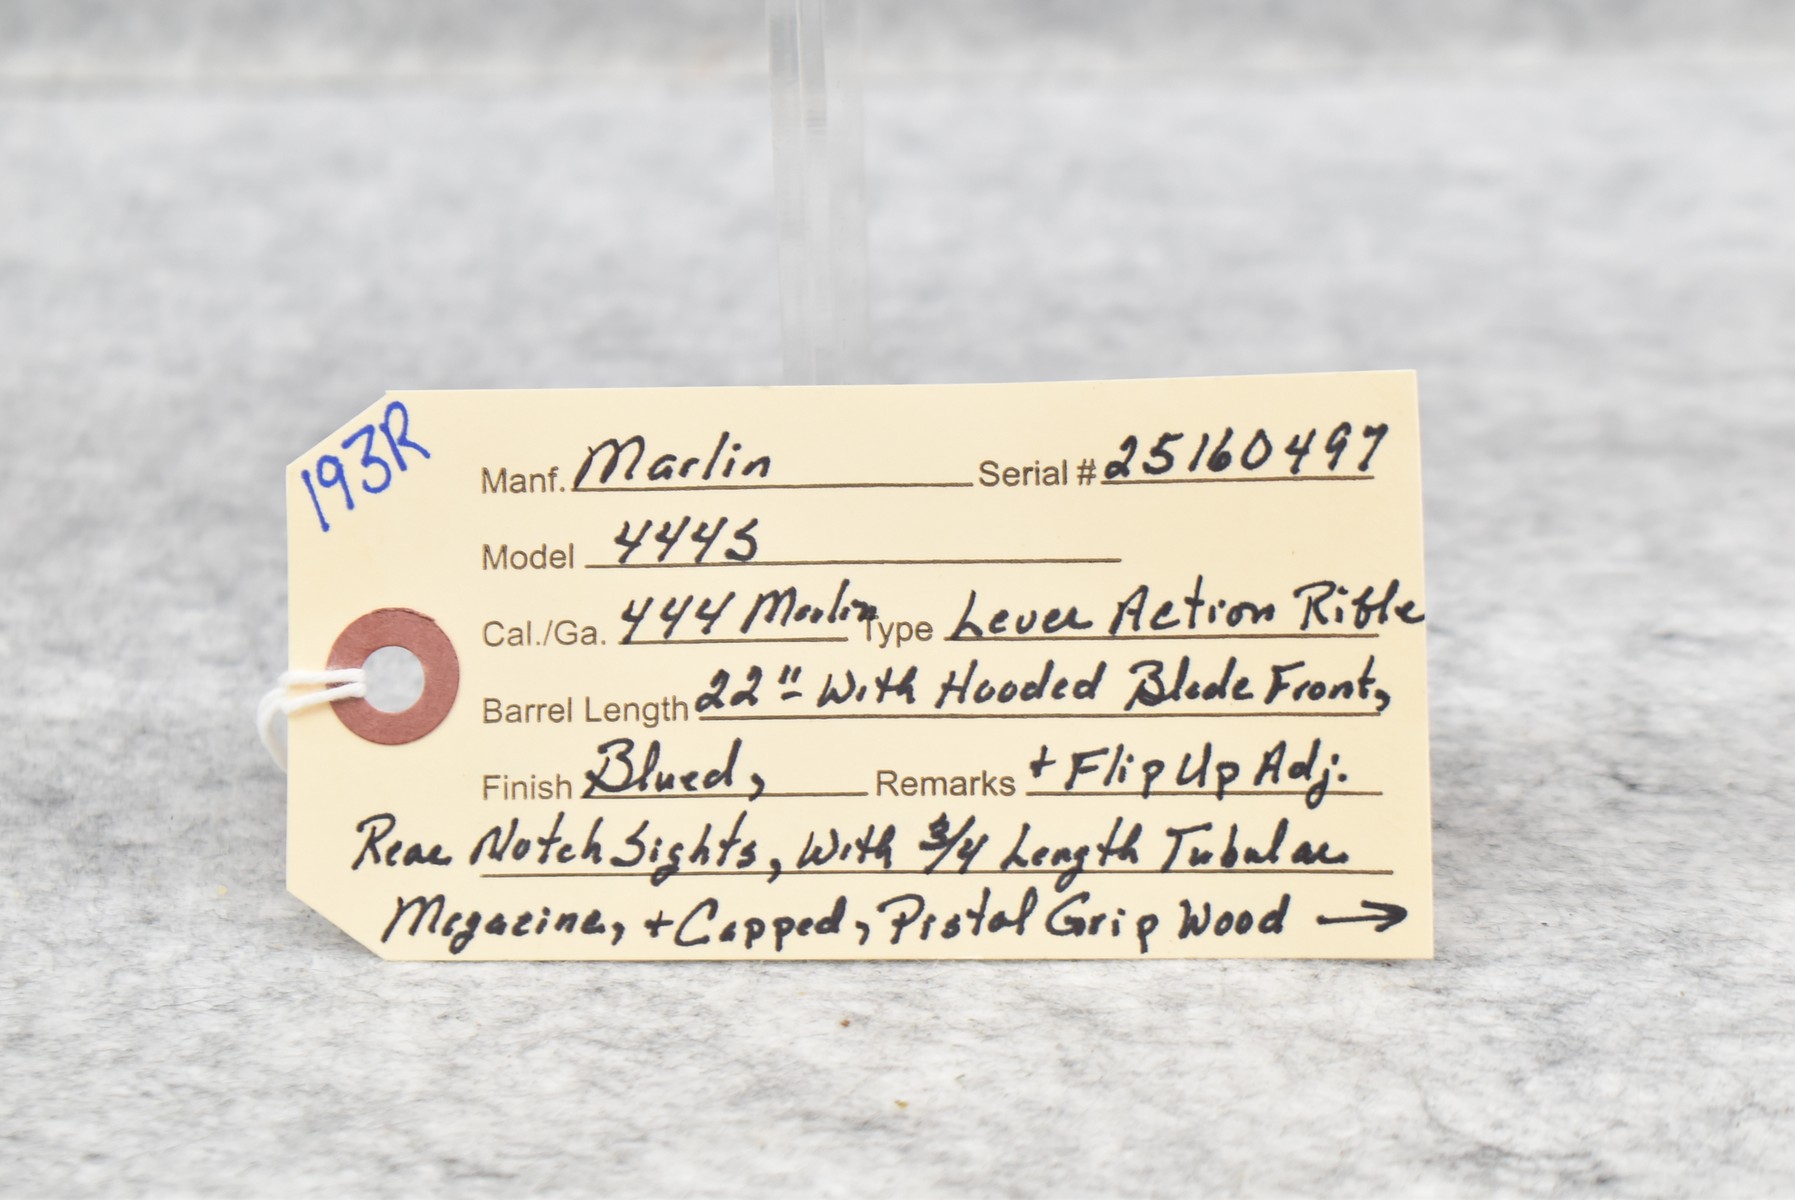 193R
Manf. Marlin Serial # 25160497
Model 444S
Cal./Ga. 444 Marlin Type Lever Action Rifle
Barrel Length 22" With Hooded Blade Front,
Finish Blued, Remarks + Flip Up Adj.
Rear Notch Sights, With 3/4 Length Tubular
Magazine, + Capped, Pistol Grip Wood →